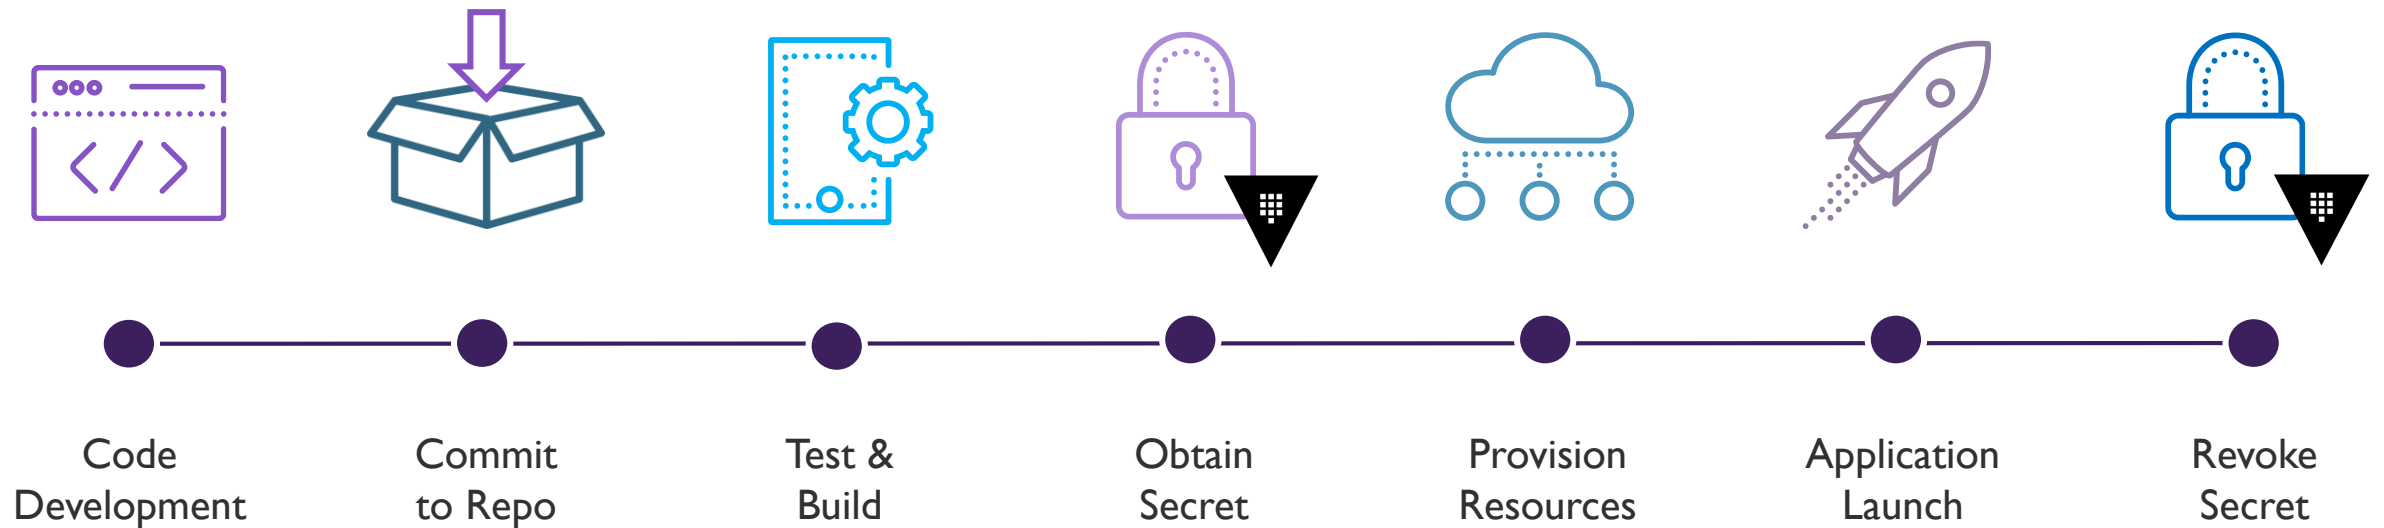 Code
Development
Commit
to Repo
Test &
Build
Obtain
Secret
Provision
Resources
Application
Launch
Revoke
Secret